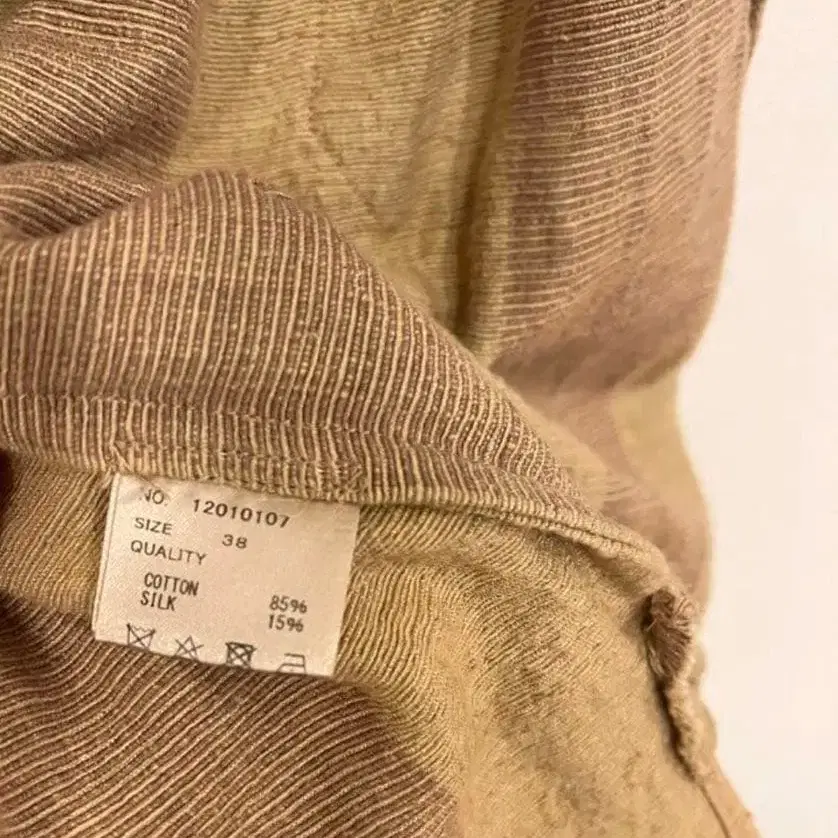 NO. 12010107
SIZE 38
QUALITY
COTTON 85%
SILK 15%